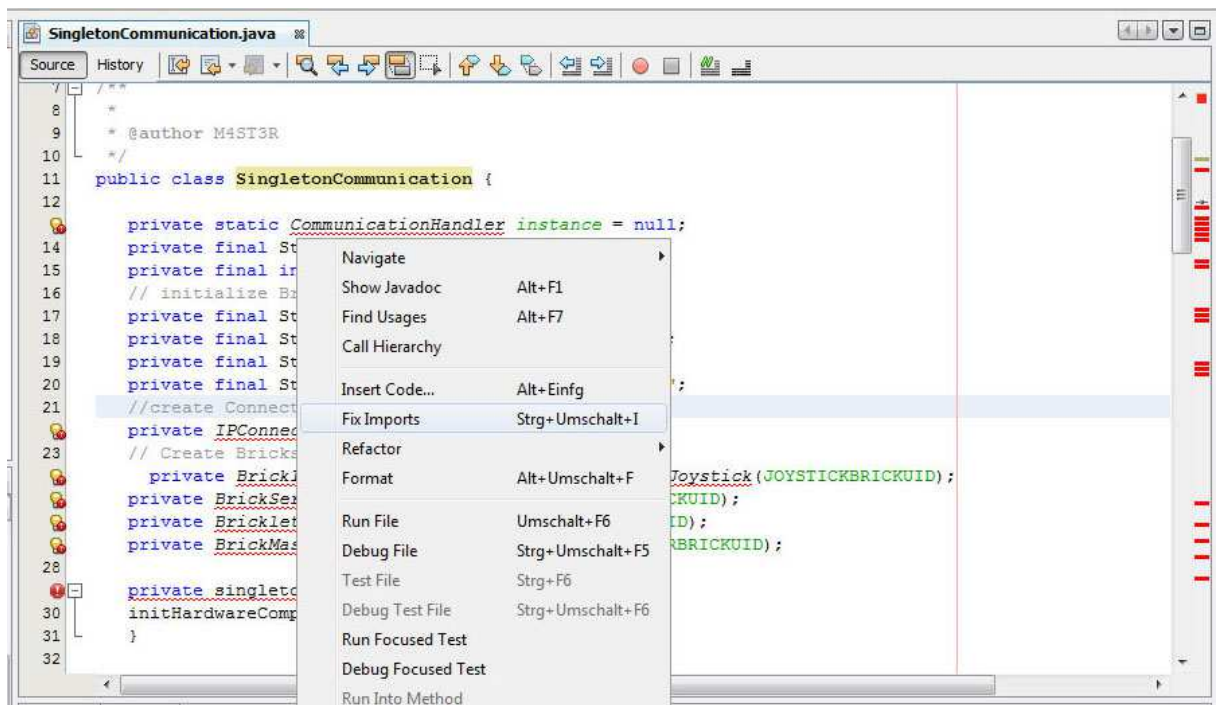 SingletonCommunication.java
Source History
7 /**
8 *
9 * @author M4ST3R
10 */
11 public class SingletonCommunication {
12
private static CommunicationHandler instance = null;
14 private final St
15 private final in
16 // initialize Br
17 private final St
18 private final St ;
19 private final St
20 private final St ";
21 //create Connect
private IPConnec
23 // Create Bricks
private Brickl Joystick(JOYSTICKBRICKUID);
private BrickSer CKUID);
private Bricklet ID);
private BrickMas RBRICKUID);
28
private singleto
30 initHardwareComp
31 }
32
Navigate
Show Javadoc Alt+F1
Find Usages Alt+F7
Call Hierarchy
Insert Code... Alt+Einfg
Fix Imports Strg+Umschalt+I
Refactor
Format Alt+Umschalt+F
Run File Umschalt+F6
Debug File Strg+Umschalt+F5
Test File Strg+F6
Debug Test File Strg+Umschalt+F6
Run Focused Test
Debug Focused Test
Run Into Method